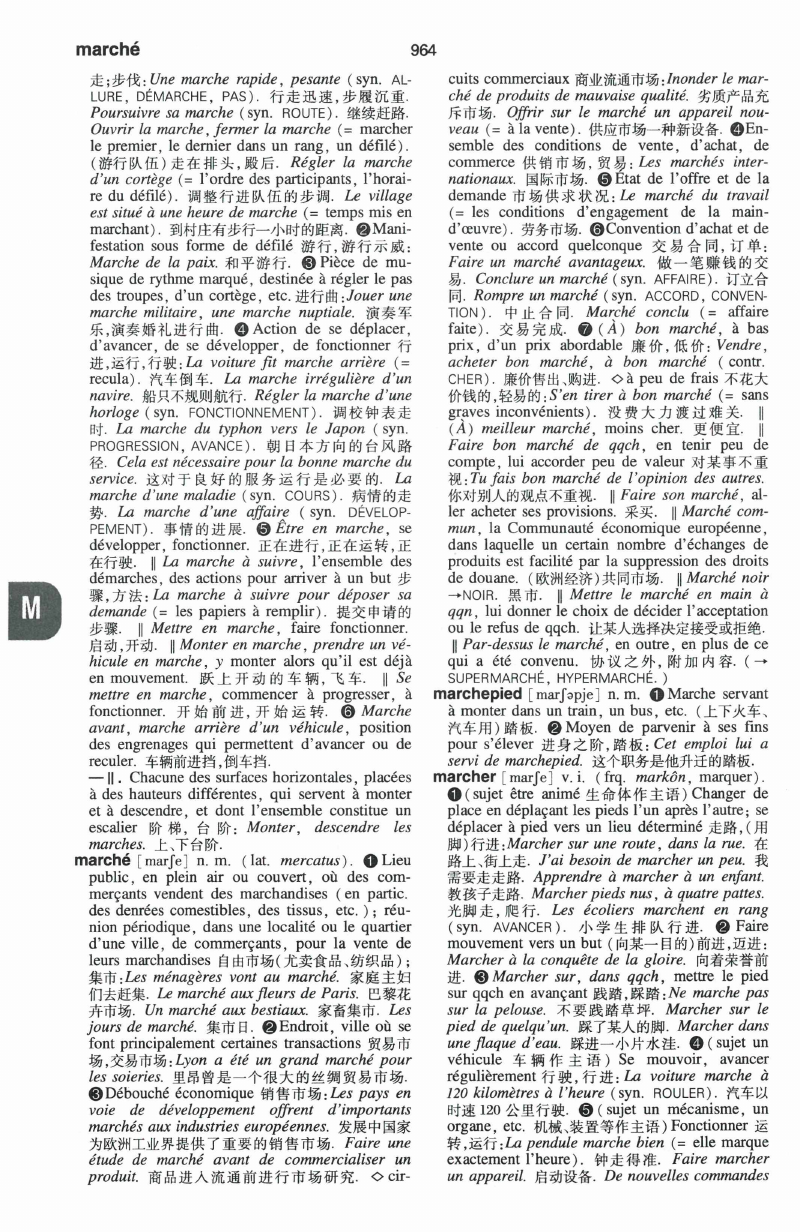 marché
964
走;步伐:Une marche rapide, pesante (syn. AL-
LURE, DÉMARCHE, PAS). 行走迅速,步履沉重.
Poursuivre sa marche (syn. ROUTE). 继续赶路.
Ouvrir la marche, fermer la marche (= marcher
le premier, le dernier dans un rang, un défilé).
(游行队伍)走在排头,殿后. Régler la marche
d'un cortège (= l'ordre des participants, l'horai-
re du défilé). 调整行进队伍的步调. Le village
est situé à une heure de marche (= temps mis en
marchant). 到村庄有步行一小时的距离. ❷Mani-
festation sous forme de défilé 游行,游行示威:
Marche de la paix. 和平游行. ❸Pièce de mu-
sique de rythme marqué, destinée à régler le pas
des troupes, d'un cortège, etc. 进行曲:Jouer une
marche militaire, une marche nuptiale. 演奏军
乐,演奏婚礼进行曲. ❹Action de se déplacer,
d'avancer, de se développer, de fonctionner 行
进,运行,行驶:La voiture fit marche arrière (=
recula). 汽车倒车. La marche irrégulière d'un
navire. 船只不规则航行. Régler la marche d'une
horloge (syn. FONCTIONNEMENT). 调校钟表走
时. La marche du typhon vers le Japon (syn.
PROGRESSION, AVANCE). 朝日本方向的台风路
径. Cela est nécessaire pour la bonne marche du
service. 这对于良好的服务运行是必要的. La
marche d'une maladie (syn. COURS). 病情的走
势. La marche d'une affaire (syn. DÉVELOP-
PEMENT). 事情的进展. ❺Être en marche, se
développer, fonctionner. 正在进行,正在运转,正
在行驶. ‖La marche à suivre, l'ensemble des
démarches, des actions pour arriver à un but 步
骤,方法:La marche à suivre pour déposer sa
demande (= les papiers à remplir). 提交申请的
步骤. ‖Mettre en marche, faire fonctionner.
启动,开动. ‖Monter en marche, prendre un vé-
hicule en marche, y monter alors qu'il est déjà
en mouvement. 跃上开动的车辆,飞车. ‖Se
mettre en marche, commencer à progresser, à
fonctionner. 开始前进,开始运转. ❻Marche
avant, marche arrière d'un véhicule, position
des engrenages qui permettent d'avancer ou de
reculer. 车辆前进挡,倒车挡.
—Ⅱ. Chacune des surfaces horizontales, placées
à des hauteurs différentes, qui servent à monter
et à descendre, et dont l'ensemble constitue un
escalier 阶梯, 台阶: Monter, descendre les
marches. 上、下台阶.
marché [marʃe] n. m. (lat. mercatus). ❶Lieu
public, en plein air ou couvert, où des com-
merçants vendent des marchandises (en partic.
des denrées comestibles, des tissus, etc.); réu-
nion périodique, dans une localité ou le quartier
d'une ville, de commerçants, pour la vente de
leurs marchandises 自由市场(尤卖食品、纺织品);
集市:Les ménagères vont au marché. 家庭主妇
们去赶集. Le marché aux fleurs de Paris. 巴黎花
卉市场. Un marché aux bestiaux. 家畜集市. Les
jours de marché. 集市日. ❷Endroit, ville où se
font principalement certaines transactions 贸易市
场,交易市场:Lyon a été un grand marché pour
les soieries. 里昂曾是一个很大的丝绸贸易市场.
❸Débouché économique 销售市场:Les pays en
voie de développement offrent d'importants
marchés aux industries européennes. 发展中国家
为欧洲工业界提供了重要的销售市场. Faire une
étude de marché avant de commercialiser un
produit. 商品进入流通前进行市场研究. ◇cir-
cuits commerciaux 商业流通市场:Inonder le mar-
ché de produits de mauvaise qualité. 劣质产品充
斥市场. Offrir sur le marché un appareil nou-
veau (= à la vente). 供应市场一种新设备. ❹En-
semble des conditions de vente, d'achat, de
commerce 供销市场,贸易: Les marchés inter-
nationaux. 国际市场. ❺État de l'offre et de la
demande 市场供求状况: Le marché du travail
(= les conditions d'engagement de la main-
d'œuvre). 劳务市场. ❻Convention d'achat et de
vente ou accord quelconque 交易合同,订单:
Faire un marché avantageux. 做一笔赚钱的交
易. Conclure un marché (syn. AFFAIRE). 订立合
同. Rompre un marché (syn. ACCORD, CONVEN-
TION). 中止合同. Marché conclu (= affaire
faite). 交易完成. ❼(À) bon marché, à bas
prix, d'un prix abordable 廉价,低价: Vendre,
acheter bon marché, à bon marché (contr.
CHER). 廉价售出、购进. ◇à peu de frais 不花大
价钱的,轻易的:S'en tirer à bon marché (= sans
graves inconvénients). 没费大力渡过难关. ‖
(À) meilleur marché, moins cher. 更便宜. ‖
Faire bon marché de qqch, en tenir peu de
compte, lui accorder peu de valeur 对某事不重
视:Tu fais bon marché de l'opinion des autres.
你对别人的观点不重视. ‖Faire son marché, al-
ler acheter ses provisions. 采买. ‖Marché com-
mun, la Communauté économique européenne,
dans laquelle un certain nombre d'échanges de
produits est facilité par la suppression des droits
de douane. (欧洲经济)共同市场. ‖Marché noir
→NOIR. 黑市. ‖Mettre le marché en main à
qqn, lui donner le choix de décider l'acceptation
ou le refus de qqch. 让某人选择决定接受或拒绝.
‖Par-dessus le marché, en outre, en plus de ce
qui a été convenu. 协议之外,附加内容. (→
SUPERMARCHÉ, HYPERMARCHÉ.)
marchepied [marʃəpje] n. m. ❶Marche servant
à monter dans un train, un bus, etc. (上下火车、
汽车用)踏板. ❷Moyen de parvenir à ses fins
pour s'élever 进身之阶,踏板:Cet emploi lui a
servi de marchepied. 这个职务是他升迁的踏板.
marcher [marʃe] v. i. (frq. markôn, marquer).
❶(sujet être animé 生命体作主语)Changer de
place en déplaçant les pieds l'un après l'autre; se
déplacer à pied vers un lieu déterminé 走路,(用
脚)行进:Marcher sur une route, dans la rue. 在
路上、街上走. J'ai besoin de marcher un peu. 我
需要走走路. Apprendre à marcher à un enfant.
教孩子走路. Marcher pieds nus, à quatre pattes.
光脚走,爬行. Les écoliers marchent en rang
(syn. AVANCER). 小学生排队行进. ❷Faire
mouvement vers un but (向某一目的)前进,迈进:
Marcher à la conquête de la gloire. 向着荣誉前
进. ❸Marcher sur, dans qqch, mettre le pied
sur qqch en avançant 践踏,踩踏:Ne marche pas
sur la pelouse. 不要践踏草坪. Marcher sur le
pied de quelqu'un. 踩了某人的脚. Marcher dans
une flaque d'eau. 踩进一小片水洼. ❹(sujet un
véhicule 车辆作主语) Se mouvoir, avancer
régulièrement 行驶,行进: La voiture marche à
120 kilomètres à l'heure (syn. ROULER). 汽车以
时速 120 公里行驶. ❺(sujet un mécanisme, un
organe, etc. 机械、装置等作主语)Fonctionner 运
转,运行:La pendule marche bien (= elle marque
exactement l'heure). 钟走得准. Faire marcher
un appareil. 启动设备. De nouvelles commandes
M